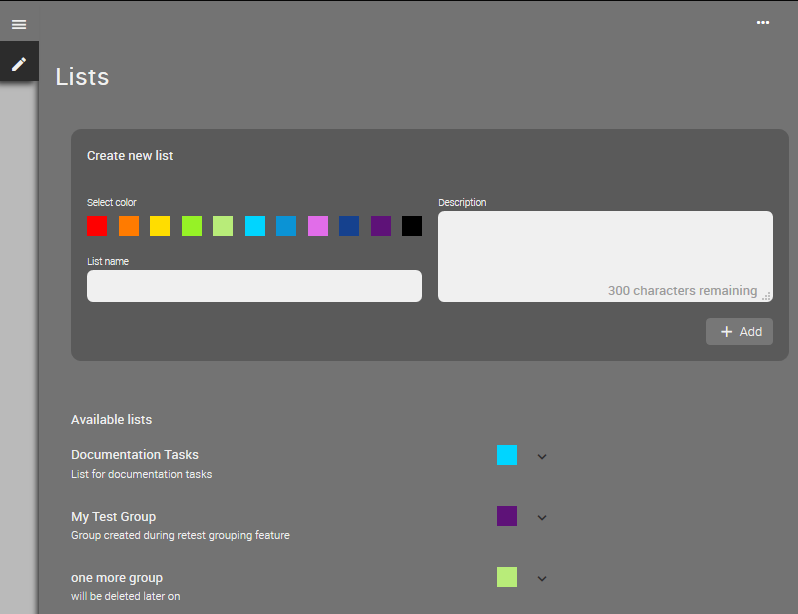 Lists
Create new list
Select color
Description
List name
300 characters remaining
Add
Available lists
Documentation Tasks
List for documentation tasks
My Test Group
Group created during retest grouping feature
one more group
will be deleted later on